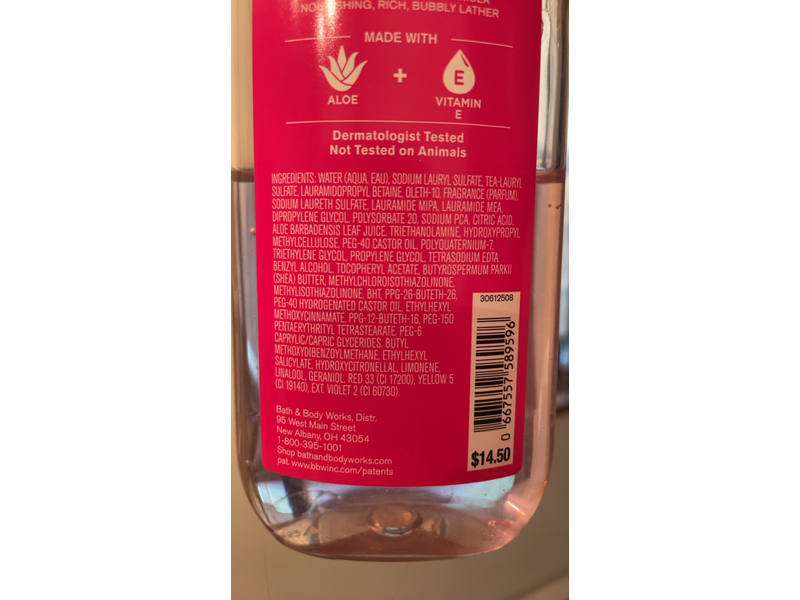 NOURISHING, RICH, BUBBLY LATHER
MADE WITH
ALOE
+
E
VITAMIN
E
Dermatologist Tested
Not Tested on Animals
INGREDIENTS: WATER (AQUA, EAU), SODIUM LAURYL SULFATE, TEA-LAURYL
SULFATE, LAURAMIDOPROPYL BETAINE, OLETH-10, FRAGRANCE (PARFUM),
SODIUM LAURETH SULFATE, LAURAMIDE MIPA, LAURAMIDE MEA,
DIPROPYLENE GLYCOL, POLYSORBATE 20, SODIUM PCA, CITRIC ACID,
ALOE BARBADENSIS LEAF JUICE, TRIETHANOLAMINE, HYDROXYPROPYL
METHYLCELLULOSE, PEG-40 CASTOR OIL, POLYQUATERNIUM-7,
TRIETHYLENE GLYCOL, PROPYLENE GLYCOL, TETRASODIUM EDTA,
BENZYL ALCOHOL, TOCOPHERYL ACETATE, BUTYROSPERMUM PARKII
(SHEA) BUTTER, METHYLCHLOROISOTHIAZOLINONE,
METHYLISOTHIAZOLINONE, BHT, PPG-26-BUTETH-26,
PEG-40 HYDROGENATED CASTOR OIL, ETHYLHEXYL
METHOXYCINNAMATE, PPG-12-BUTETH-16, PEG-150
PENTAERYTHRITYL TETRASTEARATE, PEG-6
CAPRYLIC/CAPRIC GLYCERIDES, BUTYL
METHOXYDIBENZOYLMETHANE, ETHYLHEXYL
SALICYLATE, HYDROXYCITRONELLAL, LIMONENE,
LINALOOL, GERANIOL, RED 33 (CI 17200), YELLOW 5
(CI 19140), EXT. VIOLET 2 (CI 60730).
30612508
0 667557 589596
$14.50
Bath & Body Works, Distr.
95 West Main Street
New Albany, OH 43054
1-800-395-1001
Shop bathandbodyworks.com
pat. www.bbwinc.com/patents